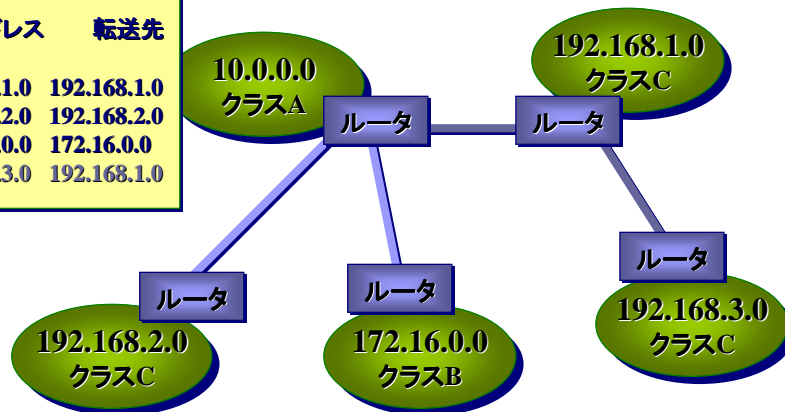 ドレス 転送先
.1.0 192.168.1.0
.2.0 192.168.2.0
.0.0 172.16.0.0
.3.0 192.168.1.0
10.0.0.0
クラスA
ルータ
192.168.1.0
クラスC
ルータ
ルータ
192.168.2.0
クラスC
ルータ
172.16.0.0
クラスB
ルータ
192.168.3.0
クラスC